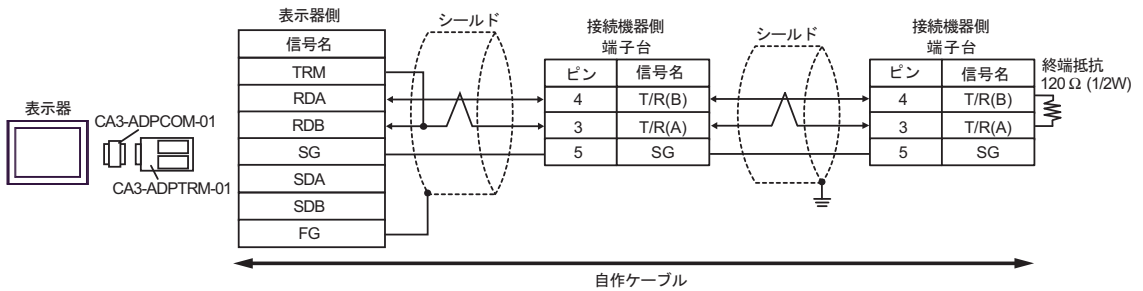 表示器
CA3-ADPCOM-01
CA3-ADPTRM-01
表示器側
信号名
TRM
RDA
RDB
SG
SDA
SDB
FG
シールド
接続機器側
端子台
ピン 信号名
4 T/R(B)
3 T/R(A)
5 SG
シールド
接続機器側
端子台
ピン 信号名
4 T/R(B)
3 T/R(A)
5 SG
終端抵抗
120 Ω (1/2W)
自作ケーブル